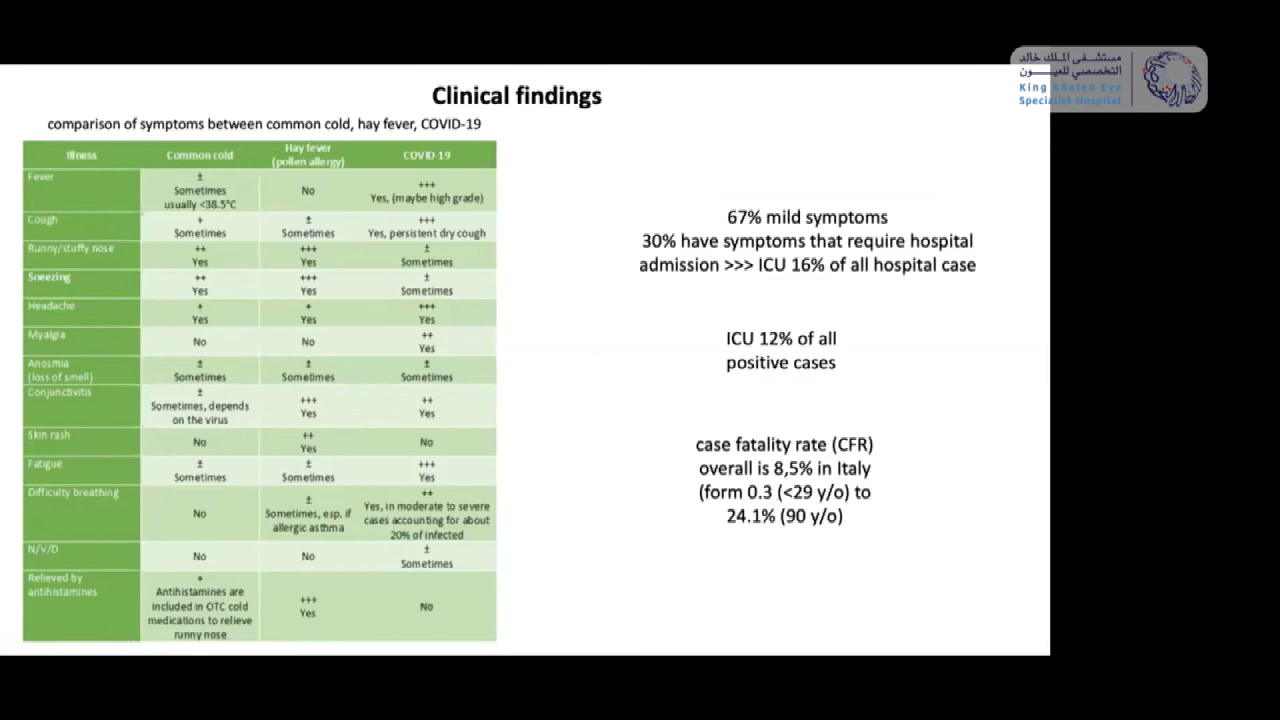 مستشفى الملك خالد
التخصصي للعيون
King Khaled Eye
Specialist Hospital
Clinical findings
comparison of symptoms between common cold, hay fever, COVID-19
Illness
Common cold
Hay fever
(pollen allergy)
COVID-19
Fever
±
Sometimes
usually <38.5°C
No
+++
Yes, (maybe high grade)
Cough
+
Sometimes
±
Sometimes
+++
Yes, persistent dry cough
Runny/stuffy nose
++
Yes
+++
Yes
±
Sometimes
Sneezing
++
Yes
+++
Yes
±
Sometimes
Headache
+
Yes
+
Yes
+++
Yes
Myalgia
No
No
++
Yes
Anosmia
(loss of smell)
±
Sometimes
±
Sometimes
±
Sometimes
Conjunctivitis
±
Sometimes, depends
on the virus
+++
Yes
++
Yes
Skin rash
No
++
Yes
No
Fatigue
±
Sometimes
±
Sometimes
+++
Yes
Difficulty breathing
No
±
Sometimes, esp. if
allergic asthma
++
Yes, in moderate to severe
cases accounting for about
20% of infected
N/V/D
No
No
±
Sometimes
Relieved by
antihistamines
+
Antihistamines are
included in OTC cold
medications to relieve
runny nose
+++
Yes
No
67% mild symptoms
30% have symptoms that require hospital
admission >>> ICU 16% of all hospital case
ICU 12% of all
positive cases
case fatality rate (CFR)
overall is 8,5% in Italy
(form 0.3 (<29 y/o) to
24.1% (90 y/o)